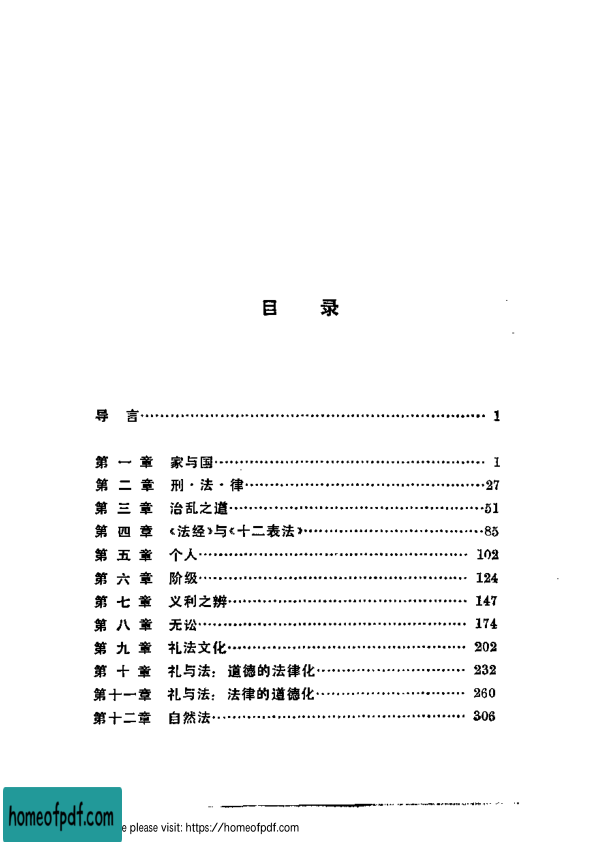 目 录
导 言 1
第 一 章 家与国 1
第 二 章 刑·法·律 27
第 三 章 治乱之道 51
第 四 章 《法经》与《十二表法》 85
第 五 章 个人 102
第 六 章 阶级 124
第 七 章 义利之辨 147
第 八 章 无讼 174
第 九 章 礼法文化 202
第 十 章 礼与法：道德的法律化 232
第十一章 礼与法：法律的道德化 260
第十二章 自然法 306
homeofpdf.com
please visit: https://homeofpdf.com